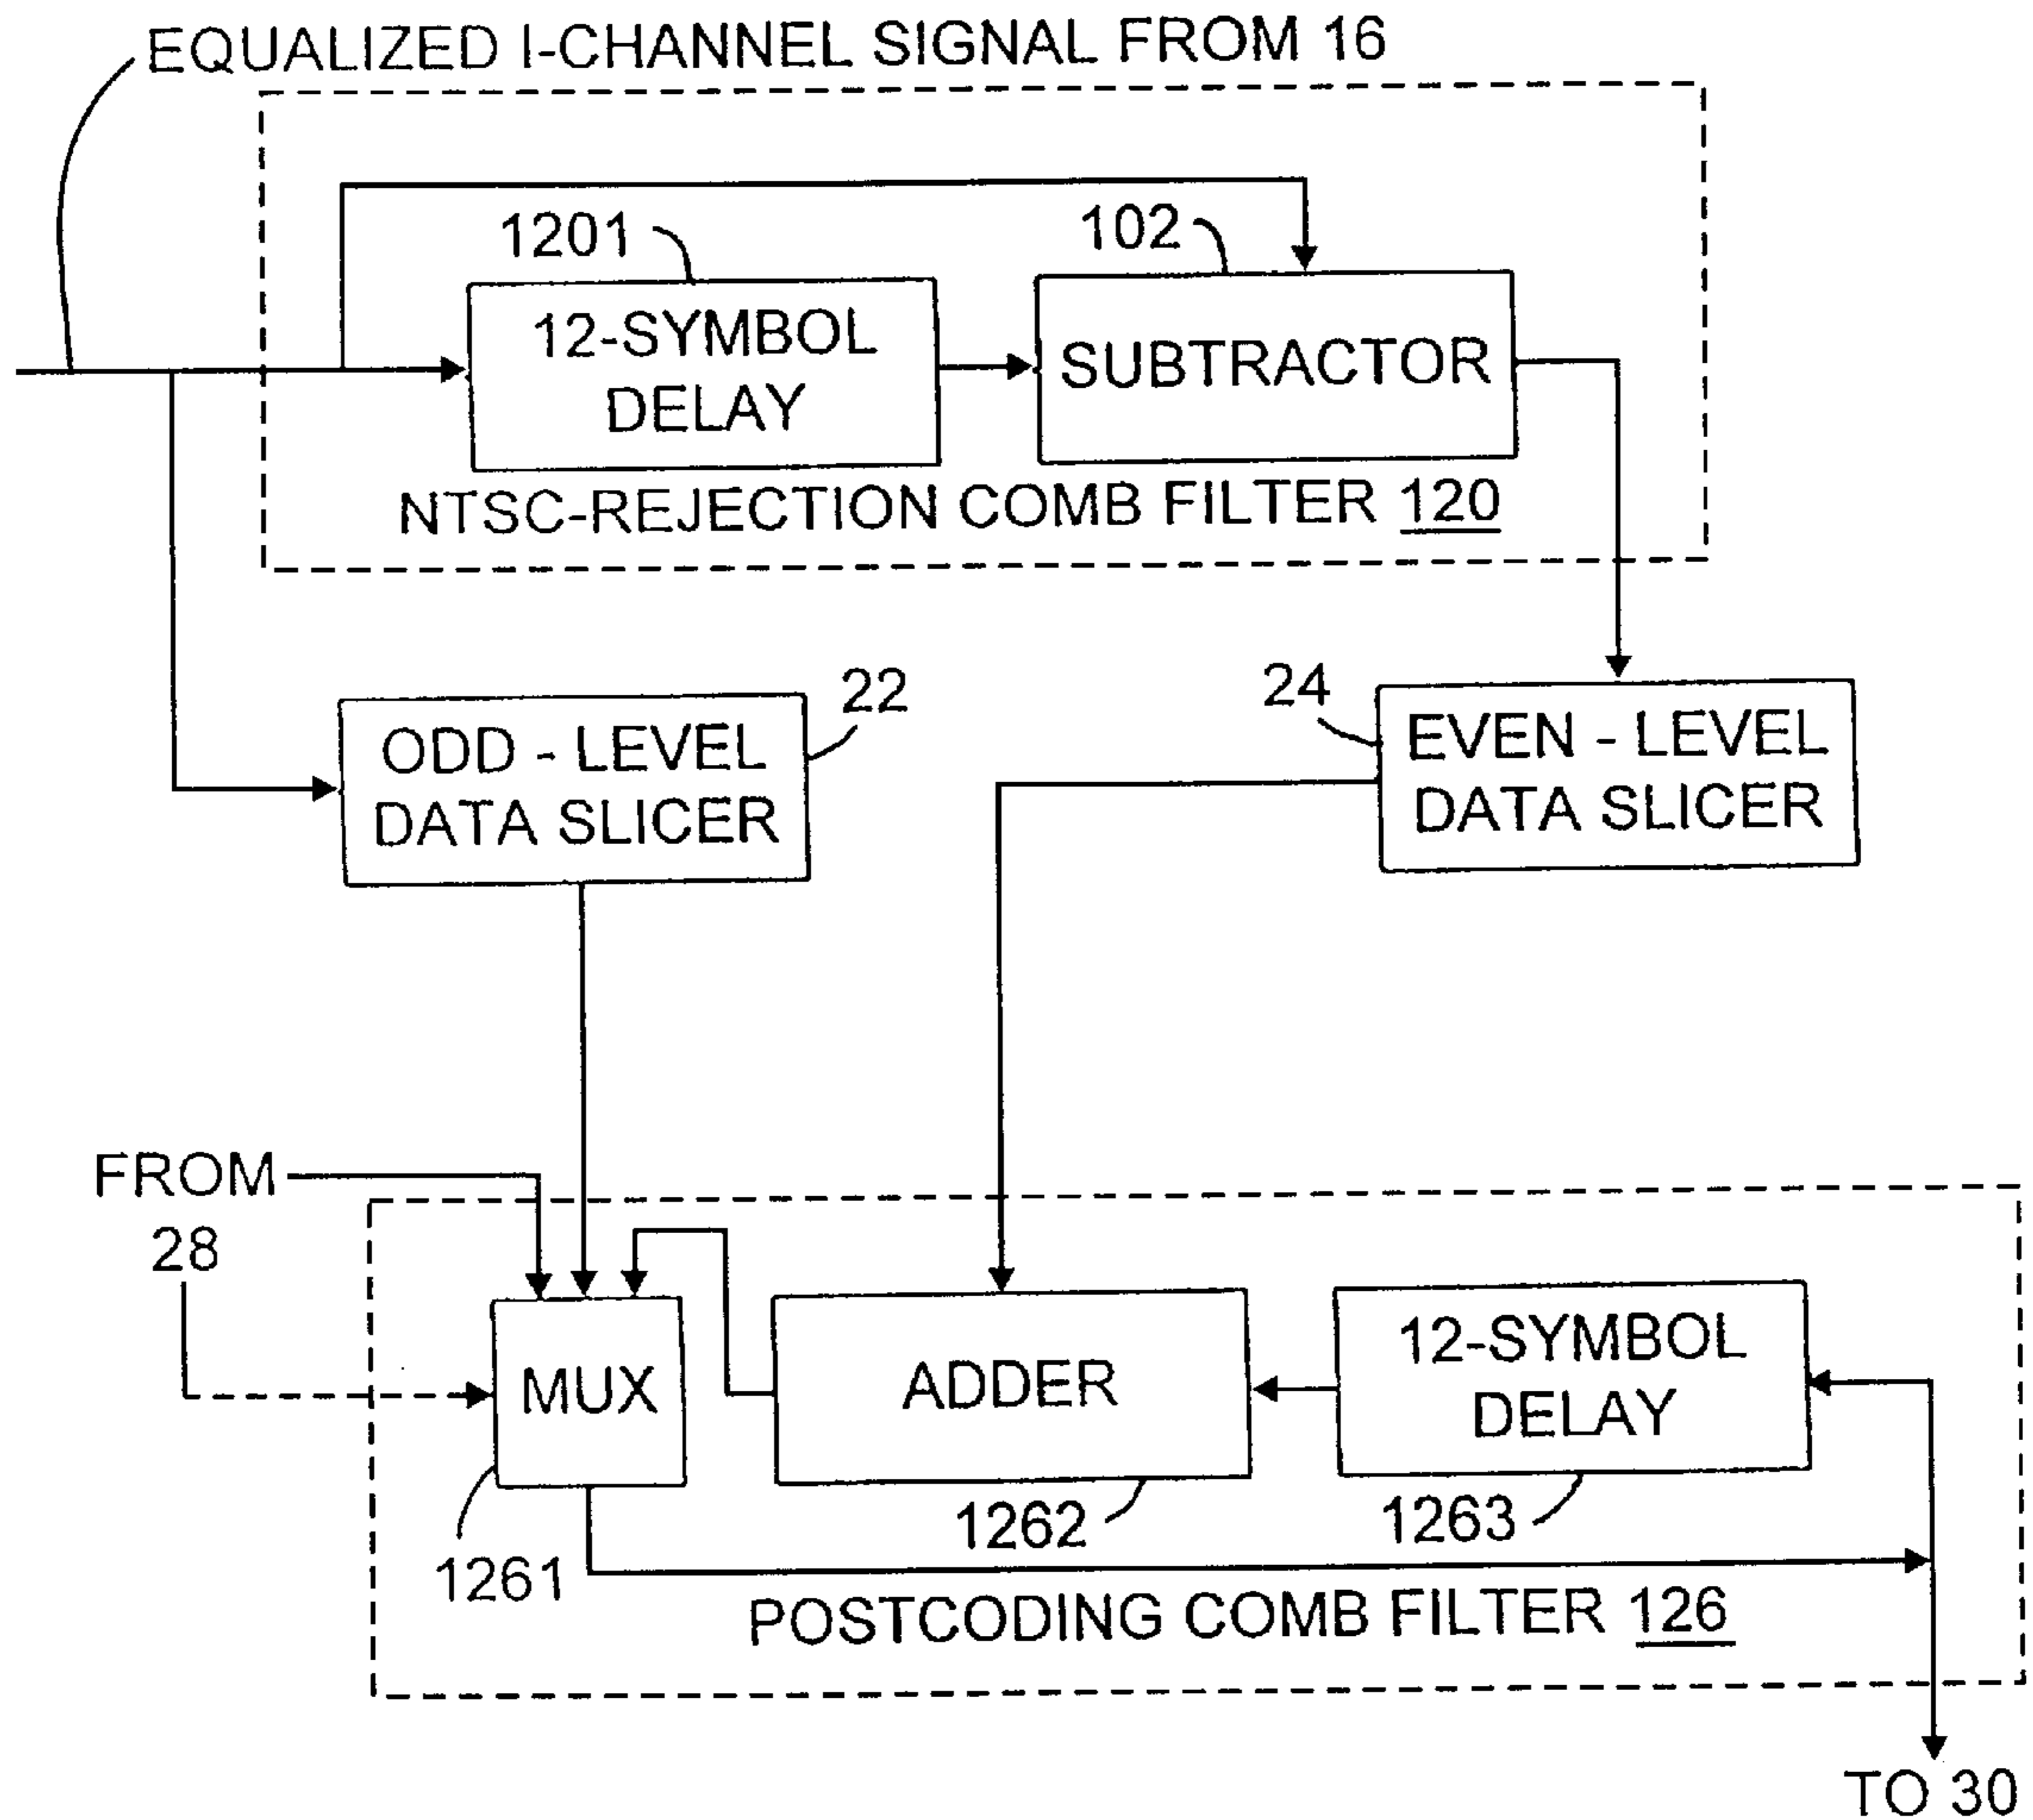 EQUALIZED I-CHANNEL SIGNAL FROM 16
1201
102
12-SYMBOL
DELAY
SUBTRACTOR
NTSC-REJECTION COMB FILTER 120
22
24
ODD - LEVEL
DATA SLICER
EVEN - LEVEL
DATA SLICER
FROM
28
MUX
ADDER
12-SYMBOL
DELAY
1261
1262
1263
POSTCODING COMB FILTER 126
TO 30